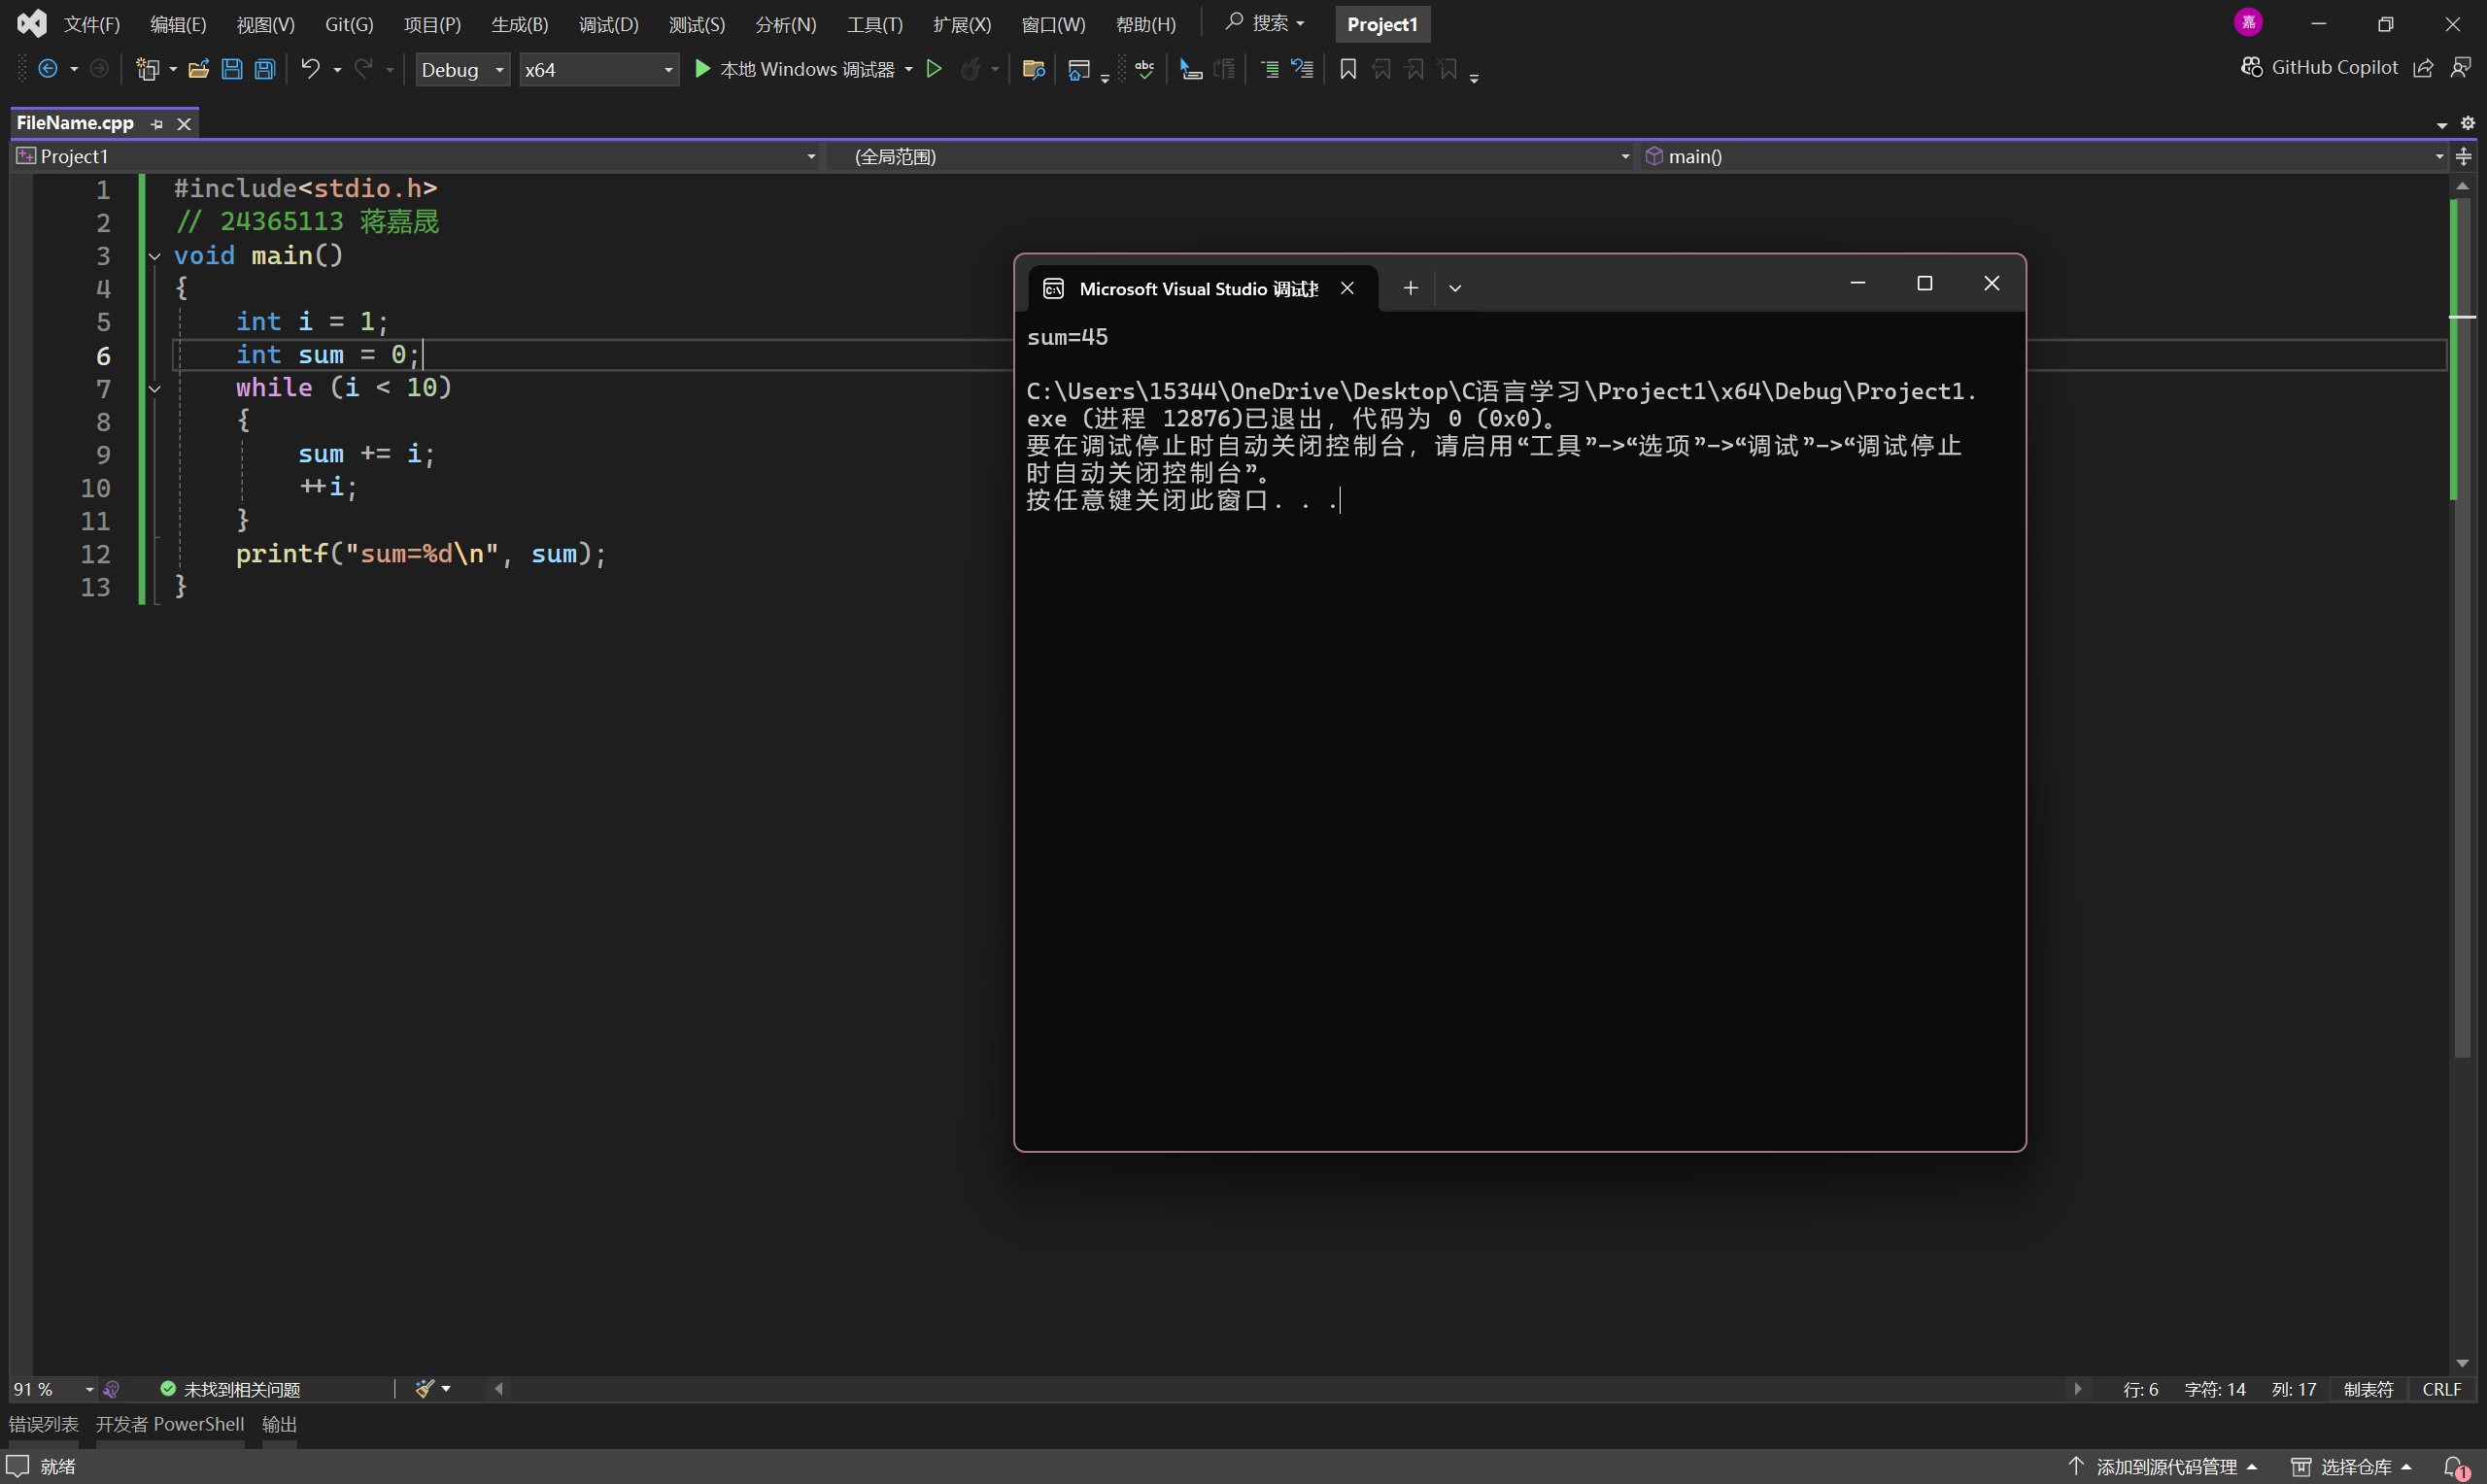 文件(F) 编辑(E) 视图(V) Git(G) 项目(P) 生成(B) 调试(D) 测试(S) 分析(N) 工具(T) 扩展(X) 窗口(W) 帮助(H) 搜索 Project1 嘉
Debug x64 本地 Windows 调试器 abc GitHub Copilot
FileName.cpp
Project1 (全局范围) main()
1 #include<stdio.h>
2 // 24365113 蒋嘉晟
3 void main()
4 {
5 int i = 1;
6 int sum = 0;
7 while (i < 10)
8 {
9 sum += i;
10 ++i;
11 }
12 printf("sum=%d\n", sum);
13 }
Microsoft Visual Studio 调试
sum=45
C:\Users\15344\OneDrive\Desktop\C语言学习\Project1\x64\Debug\Project1.
exe (进程 12876)已退出，代码为 0 (0x0)。
要在调试停止时自动关闭控制台，请启用“工具”->“选项”->“调试”->“调试停止
时自动关闭控制台”。
按任意键关闭此窗口. . .
91 % 未找到相关问题 行: 6 字符: 14 列: 17 制表符 CRLF
错误列表 开发者 PowerShell 输出
就绪 添加到源代码管理 选择仓库 1